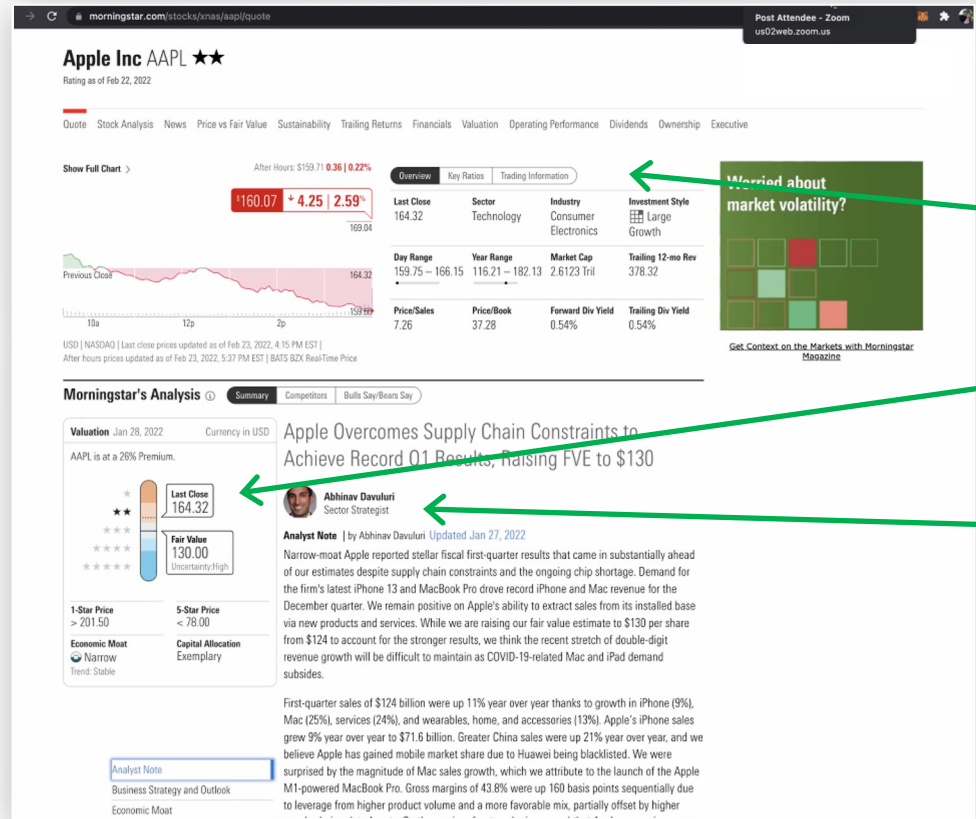 morningstar.com/stocks/xnas/aapl/quote
Post Attendee - Zoom
us02web.zoom.us
Apple Inc AAPL ★★
Rating as of Feb 22, 2022
Quote Stock Analysis News Price vs Fair Value Sustainability Trailing Returns Financials Valuation Operating Performance Dividends Ownership Executive
Show Full Chart >
After Hours: $159.71 0.36 | 0.22%
$160.07 4.25 | 2.59%
169.04
Previous Close
164.32
10a 12p 2p
USD | NASDAQ | Last close prices updated as of Feb 23, 2022, 4:15 PM EST |
After hours prices updated as of Feb 23, 2022, 5:37 PM EST | BATS BZX Real-Time Price
Overview Key Ratios Trading Information
Last Close Sector Industry Investment Style
164.32 Technology Consumer Large
Electronics Growth
Day Range Year Range Market Cap Trailing 12-mo Rev
159.75 – 166.15 116.21 – 182.13 2.6123 Tril 378.32
Price/Sales Price/Book Forward Div Yield Trailing Div Yield
7.26 37.28 0.54% 0.54%
Worried about
market volatility?
Get Context on the Markets with Morningstar
Magazine
Morningstar's Analysis
Summary Competitors Bulls Say/Bears Say
Valuation Jan 28, 2022 Currency in USD
AAPL is at a 26% Premium.
Last Close
164.32
Fair Value
130.00
Uncertainty: High
1-Star Price 5-Star Price
> 201.50 < 78.00
Economic Moat Capital Allocation
Narrow Exemplary
Trend: Stable
Analyst Note
Business Strategy and Outlook
Economic Moat
Apple Overcomes Supply Chain Constraints to
Achieve Record Q1 Results; Raising FVE to $130
Abhinav Davuluri
Sector Strategist
Analyst Note | by Abhinav Davuluri Updated Jan 27, 2022
Narrow-moat Apple reported stellar fiscal first-quarter results that came in substantially ahead
of our estimates despite supply chain constraints and the ongoing chip shortage. Demand for
the firm's latest iPhone 13 and MacBook Pro drove record iPhone and Mac revenue for the
December quarter. We remain positive on Apple's ability to extract sales from its installed base
via new products and services. While we are raising our fair value estimate to $130 per share
from $124 to account for the stronger results, we think the recent stretch of double-digit
revenue growth will be difficult to maintain as COVID-19-related Mac and iPad demand
subsides.
First-quarter sales of $124 billion were up 11% year over year thanks to growth in iPhone (9%),
Mac (25%), services (24%), and wearables, home, and accessories (13%). Apple's iPhone sales
grew 9% year over year to $71.6 billion. Greater China sales were up 21% year over year, and we
believe Apple has gained mobile market share due to Huawei being blacklisted. We were
surprised by the magnitude of Mac sales growth, which we attribute to the launch of the Apple
M1-powered MacBook Pro. Gross margins of 43.8% were up 160 basis points sequentially due
to leverage from higher product volume and a more favorable mix, partially offset by higher